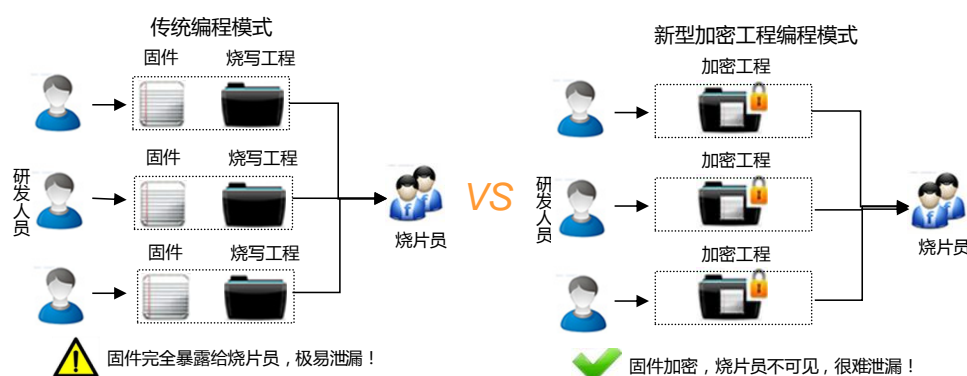 传统编程模式
固件
烧写工程
固件
烧写工程
固件
烧写工程
研发人员
烧片员
固件完全暴露给烧片员，极易泄漏！
VS
新型加密工程编程模式
加密工程
加密工程
加密工程
研发人员
烧片员
固件加密，烧片员不可见，很难泄漏！